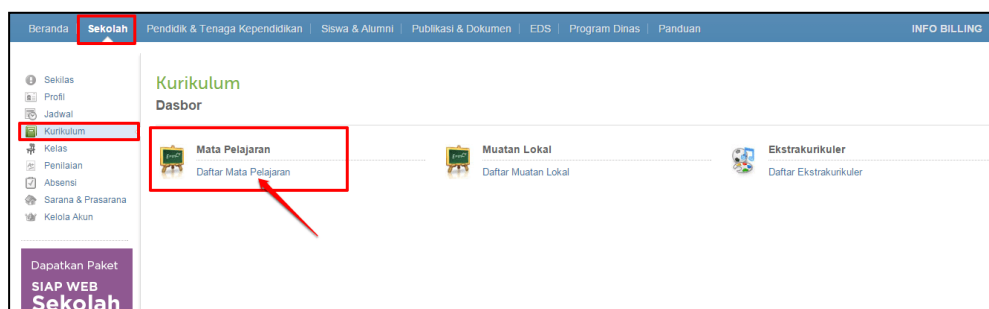 Beranda Sekolah Pendidik & Tenaga Kependidikan | Siswa & Alumni | Publikasi & Dokumen | EDS | Program Dinas | Panduan INFO BILLING
Sekilas
Profil
Jadwal
Kurikulum
Kelas
Penilaian
Absensi
Sarana & Prasarana
Kelola Akun
Dapatkan Paket
SIAP WEB
Sekolah
Kurikulum
Dasbor
Mata Pelajaran
Daftar Mata Pelajaran
Muatan Lokal
Daftar Muatan Lokal
Ekstrakurikuler
Daftar Ekstrakurikuler